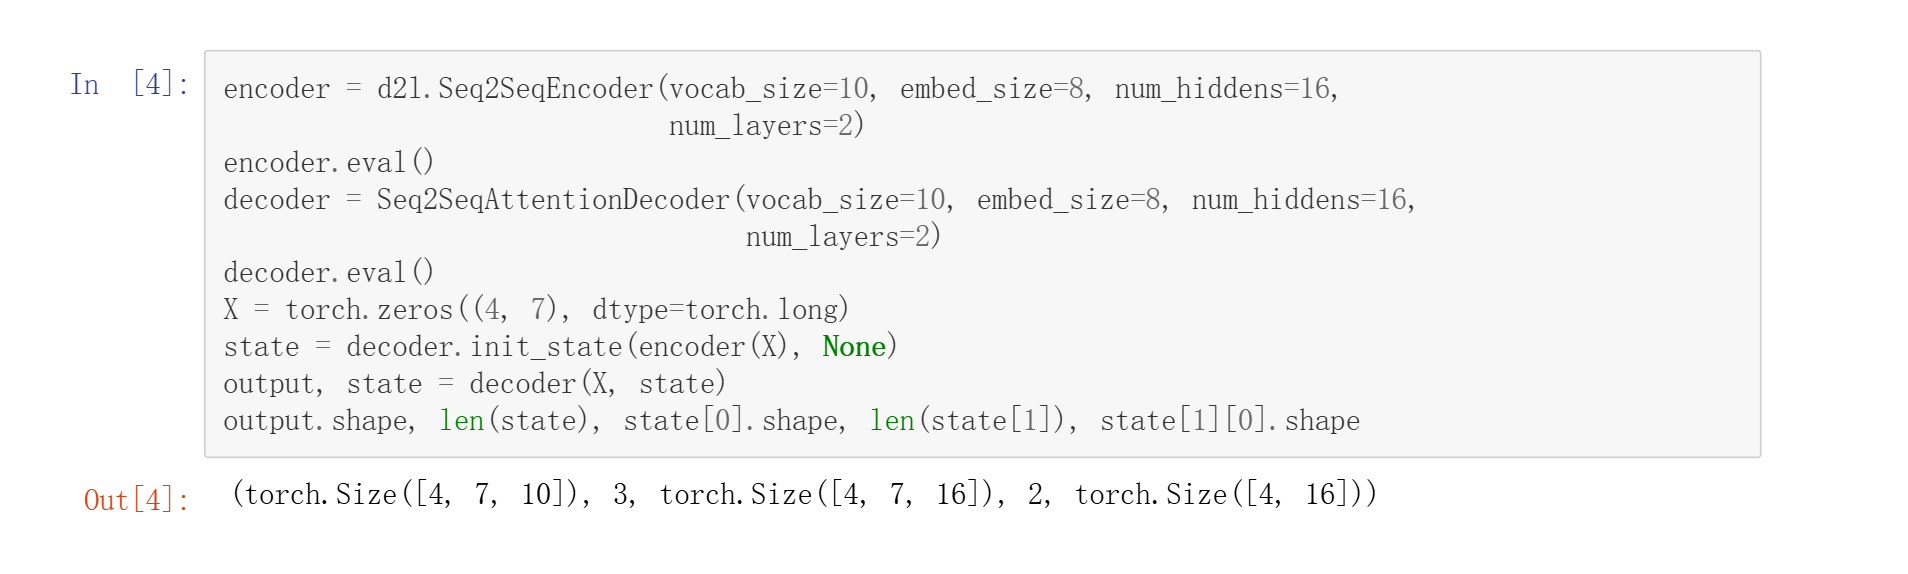 In [4]:
encoder = d2l.Seq2SeqEncoder(vocab_size=10, embed_size=8, num_hiddens=16,
                             num_layers=2)
encoder.eval()
decoder = Seq2SeqAttentionDecoder(vocab_size=10, embed_size=8, num_hiddens=16,
                                  num_layers=2)
decoder.eval()
X = torch.zeros((4, 7), dtype=torch.long)
state = decoder.init_state(encoder(X), None)
output, state = decoder(X, state)
output.shape, len(state), state[0].shape, len(state[1]), state[1][0].shape
Out[4]: (torch.Size([4, 7, 10]), 3, torch.Size([4, 7, 16]), 2, torch.Size([4, 16]))